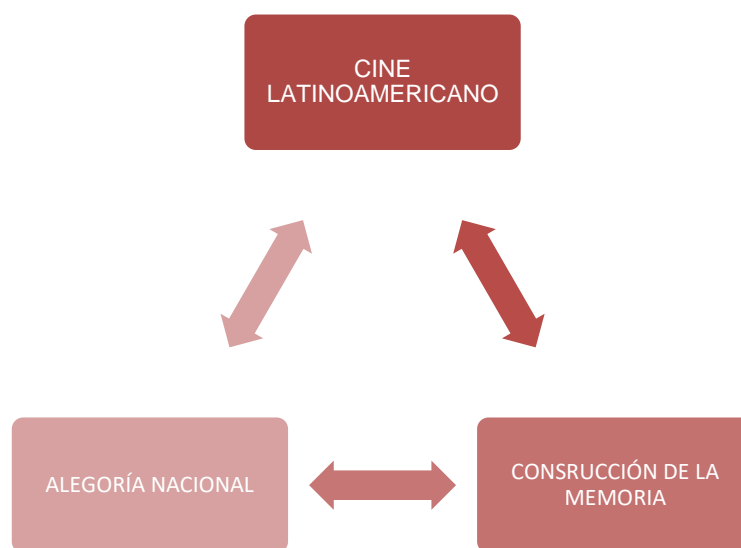 CINE
LATINOAMERICANO
ALEGORÍA NACIONAL
CONSRUCCIÓN DE LA
MEMORIA